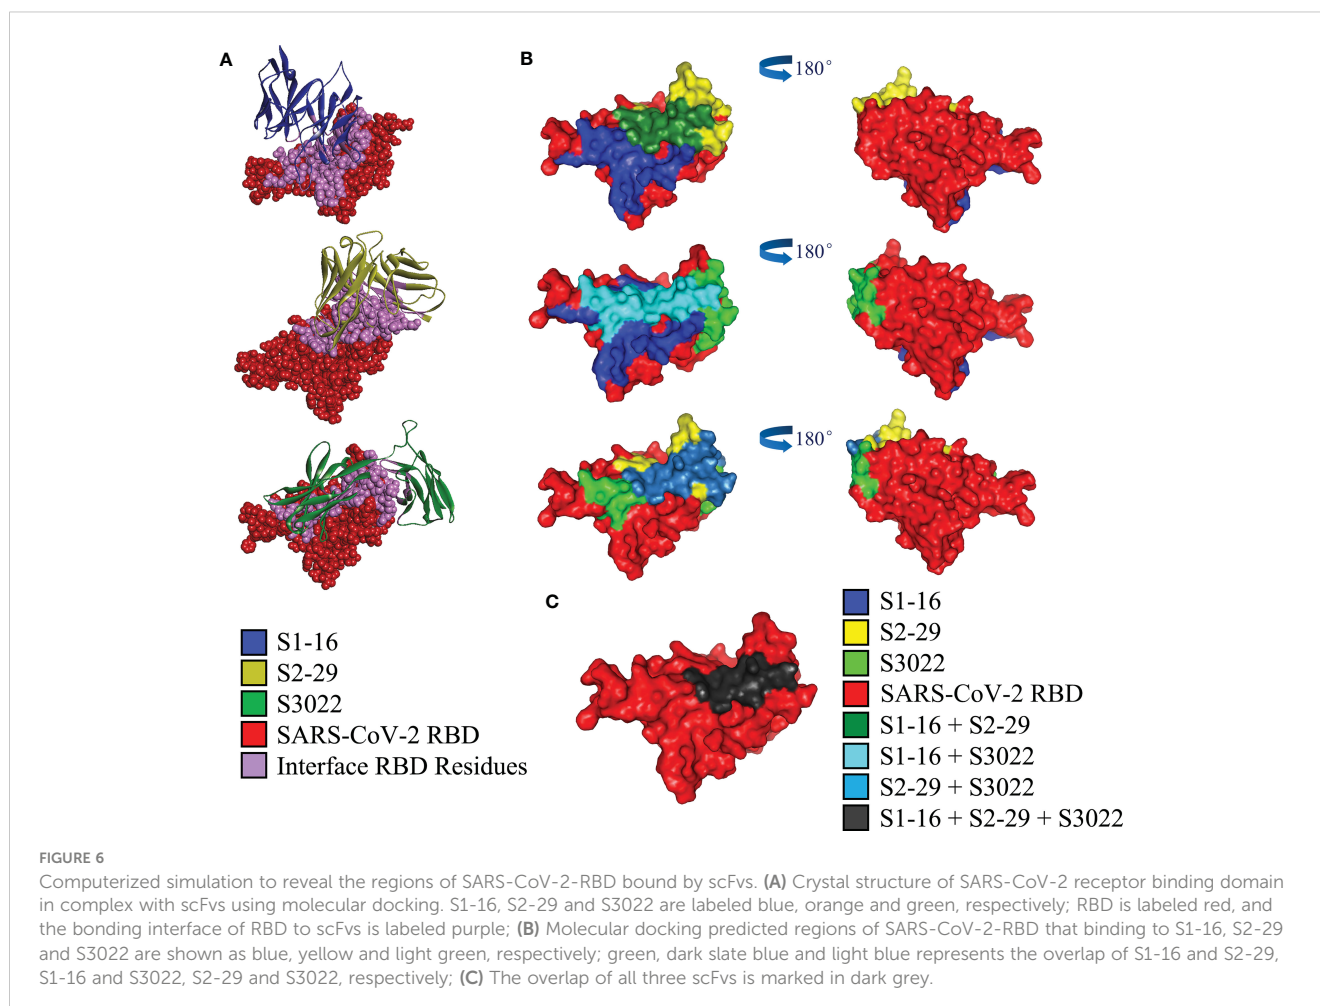 A
B
180°
180°
180°
S1-16
S2-29
S3022
SARS-CoV-2 RBD
Interface RBD Residues
C
S1-16
S2-29
S3022
SARS-CoV-2 RBD
S1-16 + S2-29
S1-16 + S3022
S2-29 + S3022
S1-16 + S2-29 + S3022
FIGURE 6
Computerized simulation to reveal the regions of SARS-CoV-2-RBD bound by scFvs. (A) Crystal structure of SARS-CoV-2 receptor binding domain
in complex with scFvs using molecular docking. S1-16, S2-29 and S3022 are labeled blue, orange and green, respectively; RBD is labeled red, and
the bonding interface of RBD to scFvs is labeled purple; (B) Molecular docking predicted regions of SARS-CoV-2-RBD that binding to S1-16, S2-29
and S3022 are shown as blue, yellow and light green, respectively; green, dark slate blue and light blue represents the overlap of S1-16 and S2-29,
S1-16 and S3022, S2-29 and S3022, respectively; (C) The overlap of all three scFvs is marked in dark grey.